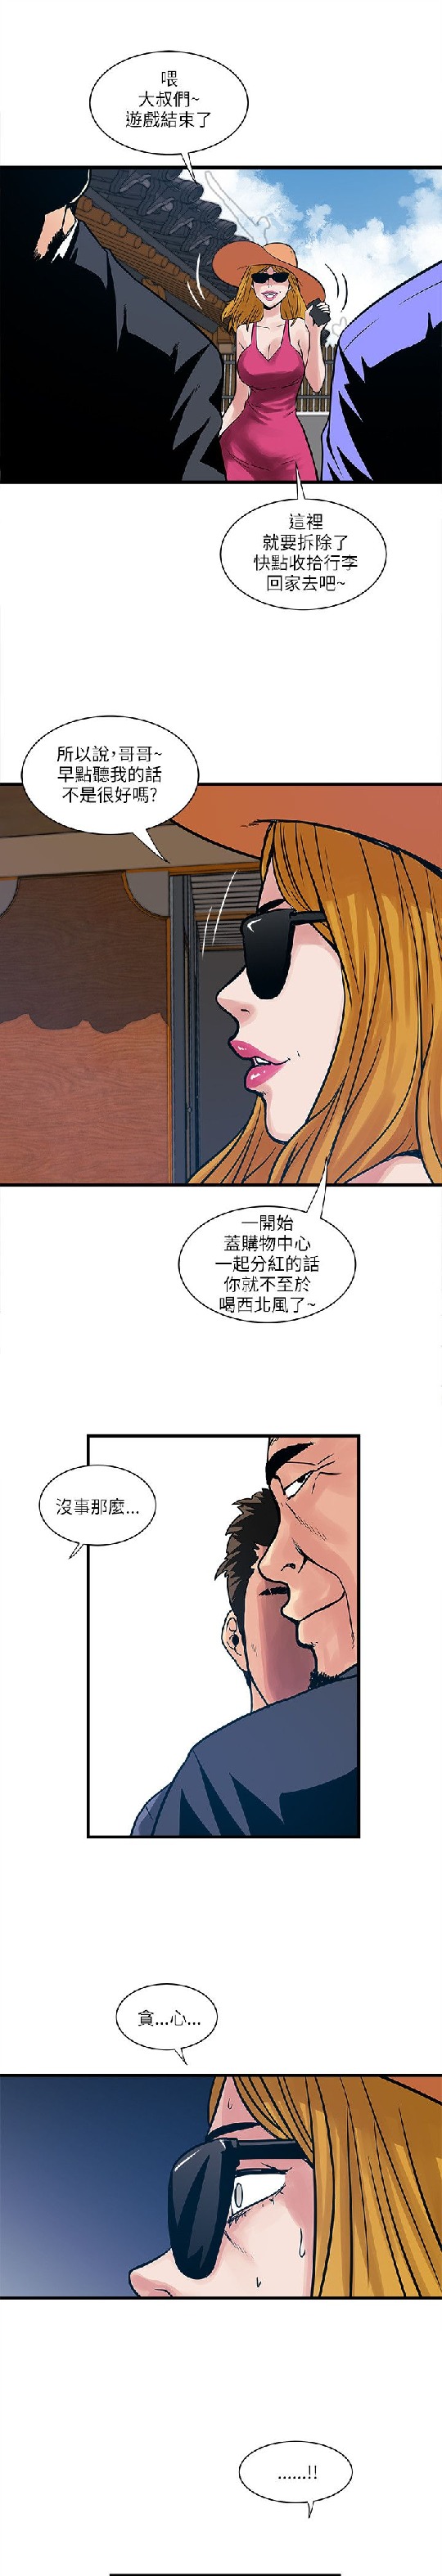 喂
大叔們~
遊戲結束了
這裡
就要拆除了
快點收拾行李
回家去吧~
所以說，哥哥~
早點聽我的話
不是很好嗎?
一開始
蓋購物中心
一起分紅的話
你就不至於
喝西北風了~
沒事那麼...
貪...心...
......!!